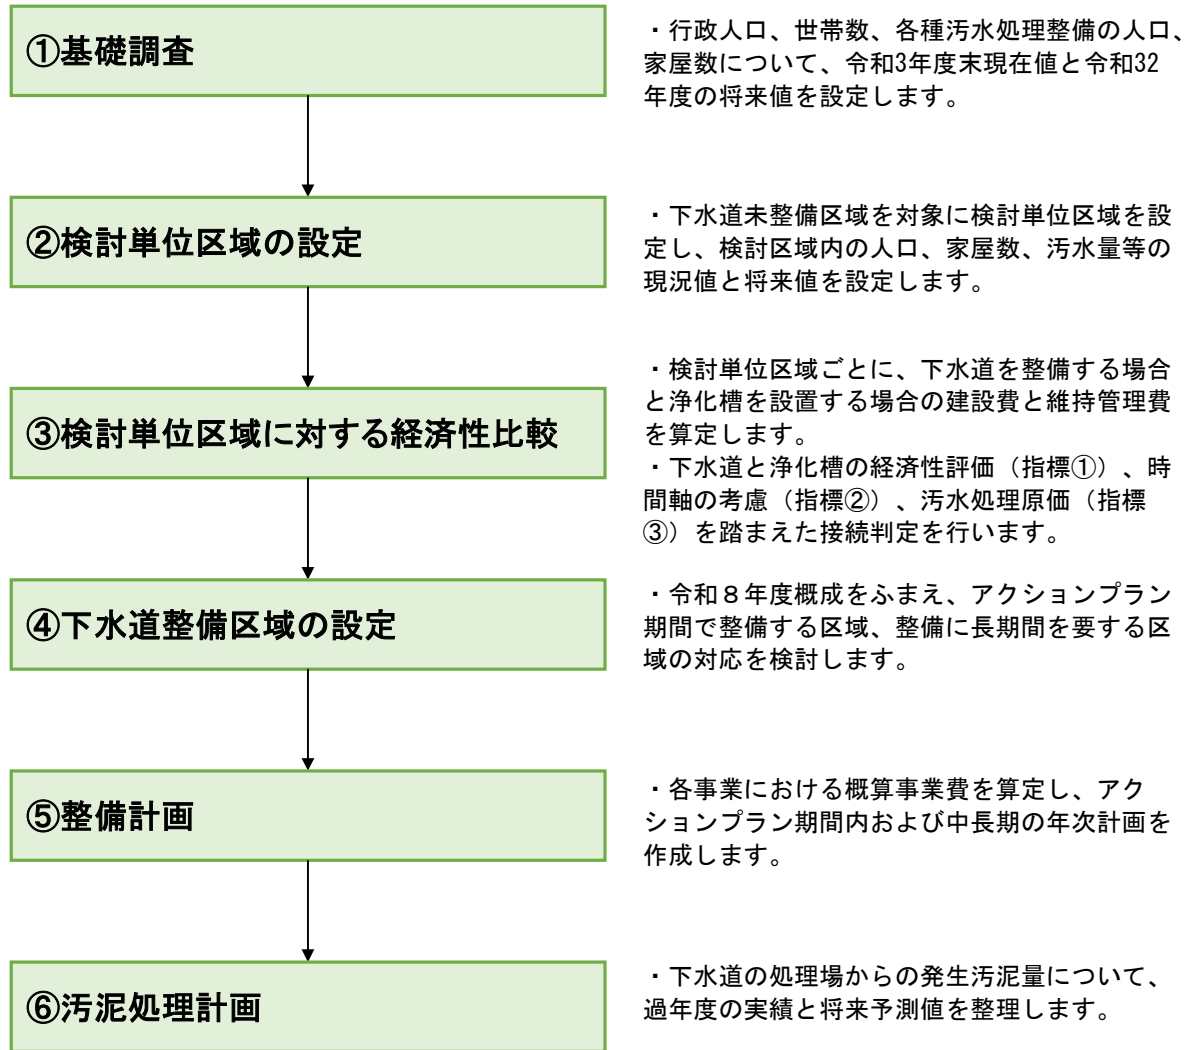 ①基礎調査
・行政人口、世帯数、各種汚水処理整備の人口、
家屋数について、令和3年度末現在値と令和32
年度の将来値を設定します。
②検討単位区域の設定
・下水道未整備区域を対象に検討単位区域を設
定し、検討区域内の人口、家屋数、汚水量等の
現況値と将来値を設定します。
③検討単位区域に対する経済性比較
・検討単位区域ごとに、下水道を整備する場合
と浄化槽を設置する場合の建設費と維持管理費
を算定します。
・下水道と浄化槽の経済性評価（指標①）、時
間軸の考慮（指標②）、汚水処理原価（指標
③）を踏まえた接続判定を行います。
④下水道整備区域の設定
・令和８年度概成をふまえ、アクションプラン
期間で整備する区域、整備に長期間を要する区
域の対応を検討します。
⑤整備計画
・各事業における概算事業費を算定し、アク
ションプラン期間内および中長期の年次計画を
作成します。
⑥汚泥処理計画
・下水道の処理場からの発生汚泥量について、
過年度の実績と将来予測値を整理します。